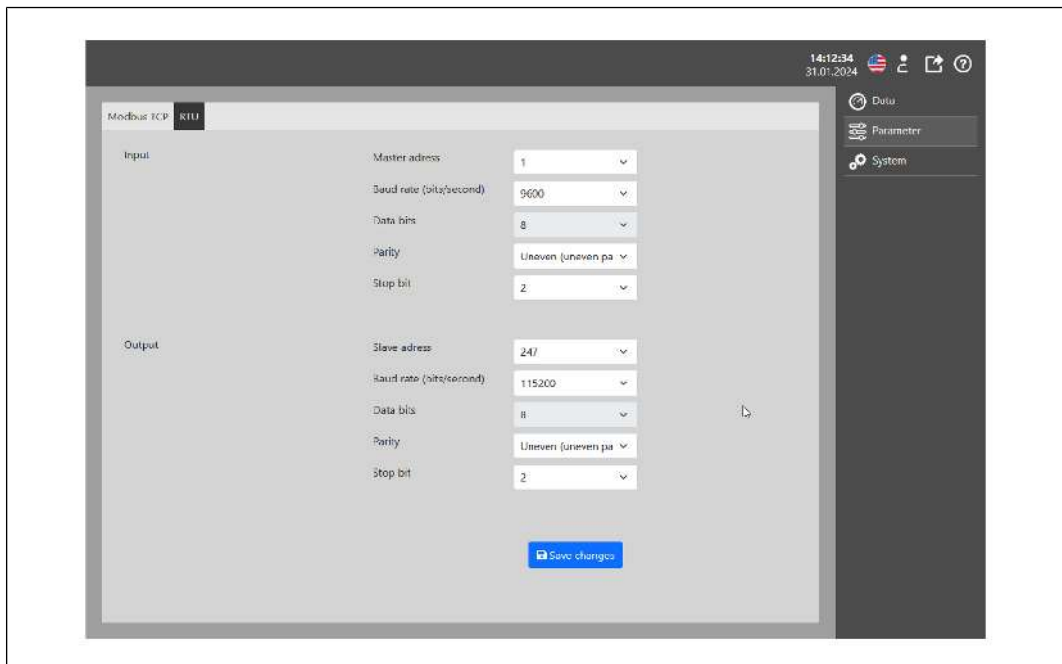 14:12:34
31.01.2024
Data
Parameter
System
Modbus TCP RTU
Input
Master adress 1
Baud rate (bits/second) 9600
Data bits 8
Parity Uneven (uneven pa
Stop bit 2
Output
Slave adress 247
Baud rate (bits/second) 115200
Data bits 8
Parity Uneven (uneven pa
Stop bit 2
Save changes